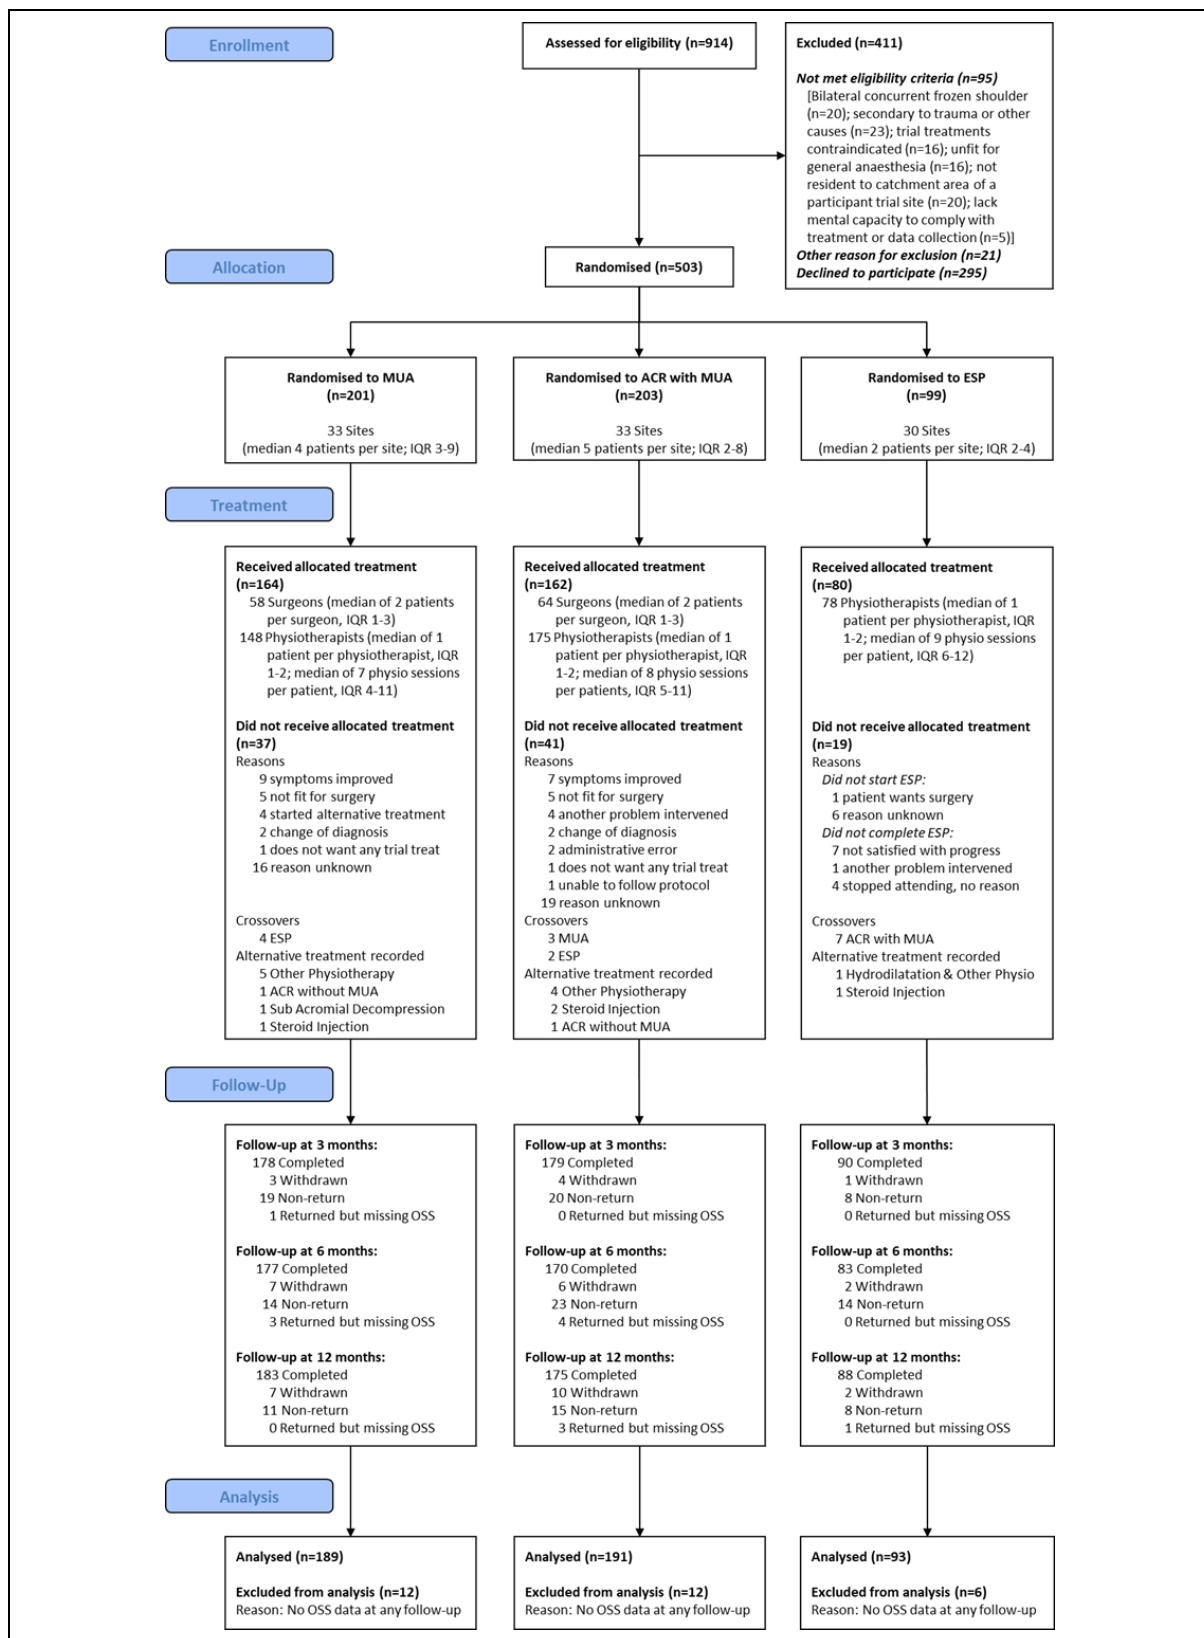 Enrollment
Assessed for eligibility (n=914)
Excluded (n=411)
Not met eligibility criteria (n=95)
[Bilateral concurrent frozen shoulder
(n=20); secondary to trauma or other
causes (n=23); trial treatments
contraindicated (n=16); unfit for
general anaesthesia (n=16); not
resident to catchment area of a
participant trial site (n=20); lack
mental capacity to comply with
treatment or data collection (n=5)]
Other reason for exclusion (n=21)
Declined to participate (n=295)
Allocation
Randomised (n=503)
Randomised to MUA
(n=201)
33 Sites
(median 4 patients per site; IQR 3-9)
Randomised to ACR with MUA
(n=203)
33 Sites
(median 5 patients per site; IQR 2-8)
Randomised to ESP
(n=99)
30 Sites
(median 2 patients per site; IQR 2-4)
Treatment
Received allocated treatment
(n=164)
58 Surgeons (median of 2 patients
per surgeon, IQR 1-3)
148 Physiotherapists (median of 1
patient per physiotherapist, IQR
1-2; median of 7 physio sessions
per patient, IQR 4-11)
Did not receive allocated treatment
(n=37)
Reasons
9 symptoms improved
5 not fit for surgery
4 started alternative treatment
2 change of diagnosis
1 does not want any trial treat
16 reason unknown
Crossovers
4 ESP
Alternative treatment recorded
5 Other Physiotherapy
1 ACR without MUA
1 Sub Acromial Decompression
1 Steroid Injection
Received allocated treatment
(n=162)
64 Surgeons (median of 2 patients
per surgeon, IQR 1-3)
175 Physiotherapists (median of 1
patient per physiotherapist, IQR
1-2; median of 8 physio sessions
per patients, IQR 5-11)
Did not receive allocated treatment
(n=41)
Reasons
7 symptoms improved
5 not fit for surgery
4 another problem intervened
2 change of diagnosis
2 administrative error
1 does not want any trial treat
1 unable to follow protocol
19 reason unknown
Crossovers
3 MUA
2 ESP
Alternative treatment recorded
4 Other Physiotherapy
2 Steroid Injection
1 ACR without MUA
Received allocated treatment
(n=80)
78 Physiotherapists (median of 1
patient per physiotherapist, IQR
1-2; median of 9 physio sessions
per patient, IQR 6-12)
Did not receive allocated treatment
(n=19)
Reasons
Did not start ESP:
1 patient wants surgery
6 reason unknown
Did not complete ESP:
7 not satisfied with progress
1 another problem intervened
4 stopped attending, no reason
Crossovers
7 ACR with MUA
Alternative treatment recorded
1 Hydrodilatation & Other Physio
1 Steroid Injection
Follow-Up
Follow-up at 3 months:
178 Completed
3 Withdrawn
19 Non-return
1 Returned but missing OSS
Follow-up at 6 months:
177 Completed
7 Withdrawn
14 Non-return
3 Returned but missing OSS
Follow-up at 12 months:
183 Completed
7 Withdrawn
11 Non-return
0 Returned but missing OSS
Follow-up at 3 months:
179 Completed
4 Withdrawn
20 Non-return
0 Returned but missing OSS
Follow-up at 6 months:
170 Completed
6 Withdrawn
23 Non-return
4 Returned but missing OSS
Follow-up at 12 months:
175 Completed
10 Withdrawn
15 Non-return
3 Returned but missing OSS
Follow-up at 3 months:
90 Completed
1 Withdrawn
8 Non-return
0 Returned but missing OSS
Follow-up at 6 months:
83 Completed
2 Withdrawn
14 Non-return
0 Returned but missing OSS
Follow-up at 12 months:
88 Completed
2 Withdrawn
8 Non-return
1 Returned but missing OSS
Analysis
Analysed (n=189)
Excluded from analysis (n=12)
Reason: No OSS data at any follow-up
Analysed (n=191)
Excluded from analysis (n=12)
Reason: No OSS data at any follow-up
Analysed (n=93)
Excluded from analysis (n=6)
Reason: No OSS data at any follow-up